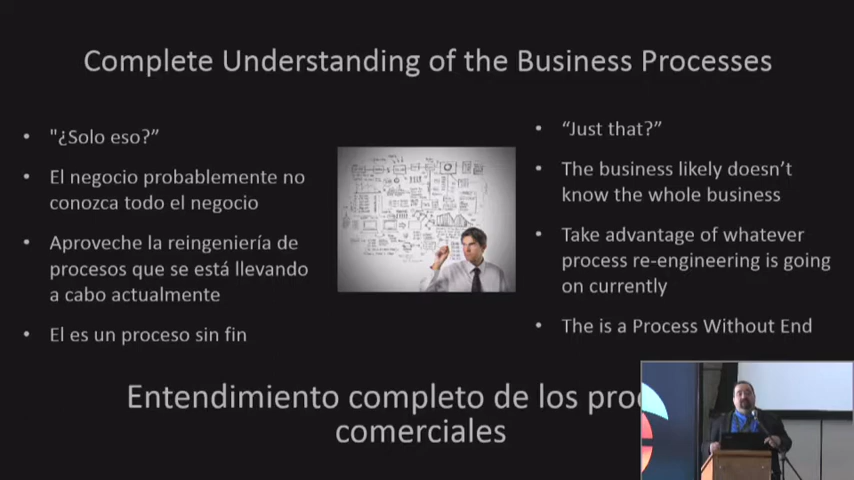 Complete Understanding of the Business Processes
• "¿Solo eso?”
• El negocio probablemente no
conozca todo el negocio
• Aproveche la reingeniería de
procesos que se está llevando
a cabo actualmente
• El es un proceso sin fin
• “Just that?”
• The business likely doesn’t
know the whole business
• Take advantage of whatever
process re-engineering is going
on currently
• The is a Process Without End
Entendimiento completo de los
comerciales